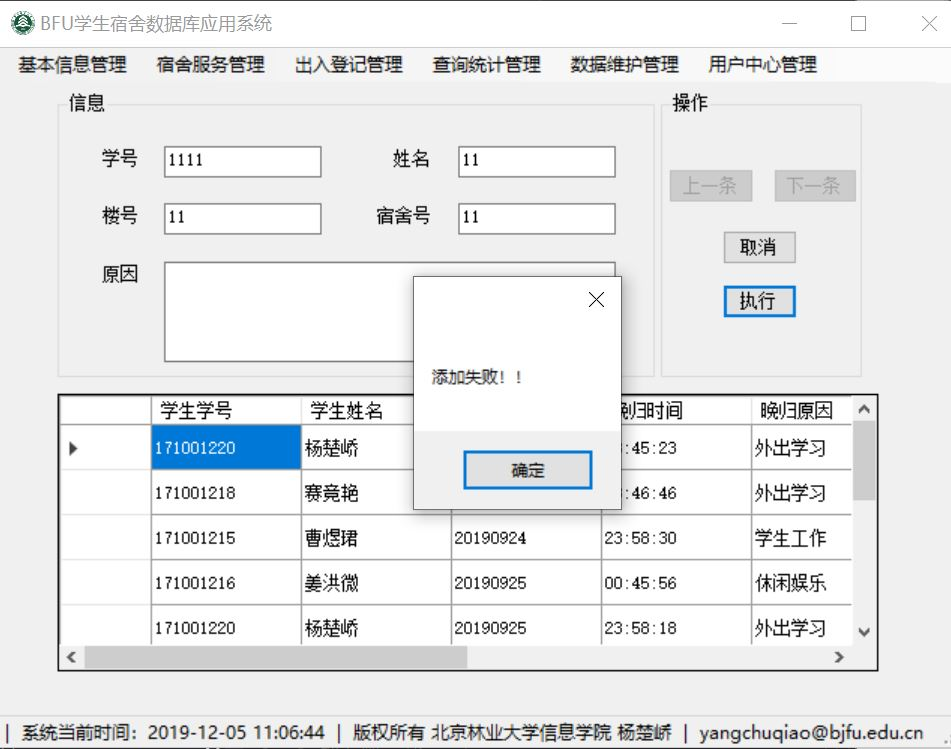 BFU学生宿舍数据库应用系统
基本信息管理 宿舍服务管理 出入登记管理 查询统计管理 数据维护管理 用户中心管理
信息 操作
学号 1111 姓名 11
上一条 下一条
楼号 11 宿舍号 11
取消
原因
执行
添加失败!!
确定
学生学号 学生姓名 晚归时间 晚归原因
171001220 杨楚峤 :45:23 外出学习
171001218 赛竟艳 :46:46 外出学习
171001215 曹煜珺 20190924 23:58:30 学生工作
171001216 姜洪微 20190925 00:45:56 休闲娱乐
171001220 杨楚峤 20190925 23:58:18 外出学习
| 系统当前时间: 2019-12-05 11:06:44 | 版权所有 北京林业大学信息学院 杨楚峤 | yangchuqiao@bjfu.edu.cn